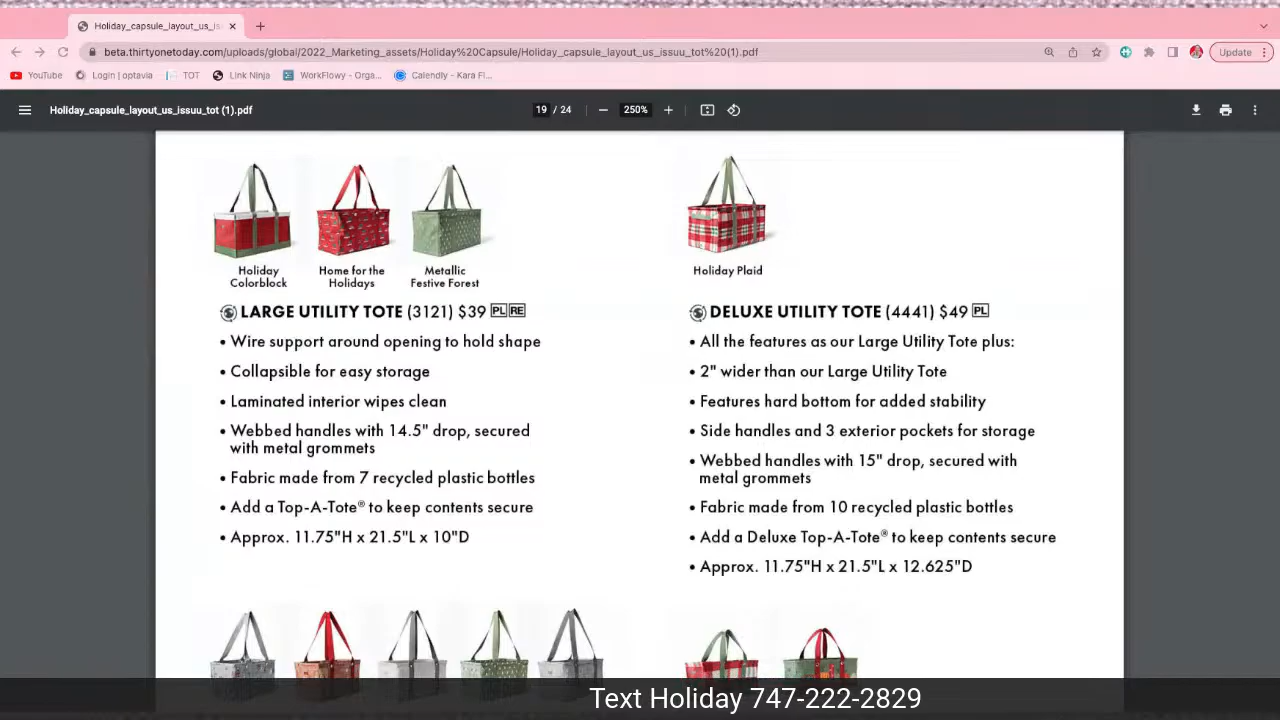 Holiday_capsule_layout_us_is
beta.thirtyonetoday.com/uploads/global/2022_Marketing_assets/Holiday%20Capsule/Holiday_capsule_layout_us_issuu_tot%20(1).pdf
Update
YouTube
Login | optavia
TOT
Link Ninja
WorkFlowy - Orga...
Calendly - Kara Fl...
Holiday_capsule_layout_us_issuu_tot (1).pdf
19 / 24
250%
Holiday
Colorblock
Home for the
Holidays
Metallic
Festive Forest
LARGE UTILITY TOTE (3121) $39 PL RE
• Wire support around opening to hold shape
• Collapsible for easy storage
• Laminated interior wipes clean
• Webbed handles with 14.5" drop, secured
with metal grommets
• Fabric made from 7 recycled plastic bottles
• Add a Top-A-Tote® to keep contents secure
• Approx. 11.75"H x 21.5"L x 10"D
Holiday Plaid
DELUXE UTILITY TOTE (4441) $49 PL
• All the features as our Large Utility Tote plus:
• 2" wider than our Large Utility Tote
• Features hard bottom for added stability
• Side handles and 3 exterior pockets for storage
• Webbed handles with 15" drop, secured with
metal grommets
• Fabric made from 10 recycled plastic bottles
• Add a Deluxe Top-A-Tote® to keep contents secure
• Approx. 11.75"H x 21.5"L x 12.625"D
Text Holiday 747-222-2829